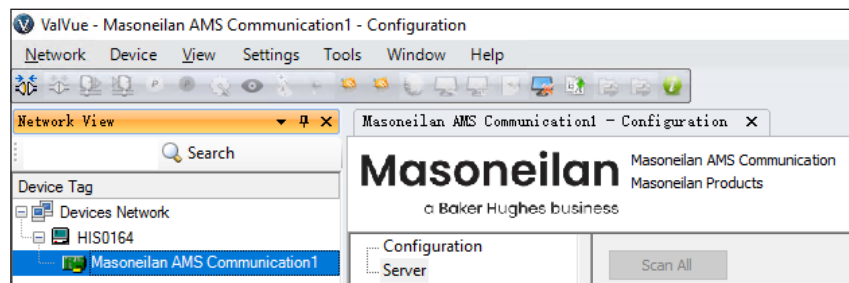 ValVue - Masoneilan AMS Communication1 - Configuration
Network Device View Settings Tools Window Help
Network View
Masoneilan AMS Communication1 - Configuration
Search
Device Tag
Devices Network
HIS0164
Masoneilan AMS Communication1
Masoneilan
a Baker Hughes business
Masoneilan AMS Communication
Masoneilan Products
Configuration
Server
Scan All